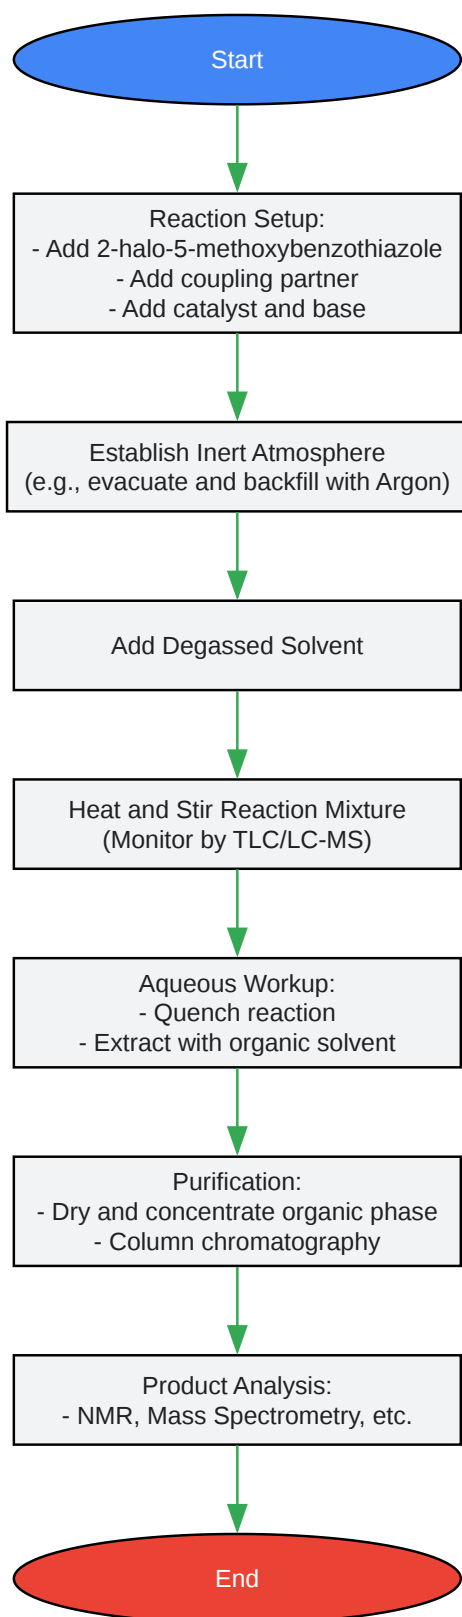 Start
Reaction Setup:
- Add 2-halo-5-methoxybenzothiazole
- Add coupling partner
- Add catalyst and base
Establish Inert Atmosphere
(e.g., evacuate and backfill with Argon)
Add Degassed Solvent
Heat and Stir Reaction Mixture
(Monitor by TLC/LC-MS)
Aqueous Workup:
- Quench reaction
- Extract with organic solvent
Purification:
- Dry and concentrate organic phase
- Column chromatography
Product Analysis:
- NMR, Mass Spectrometry, etc.
End